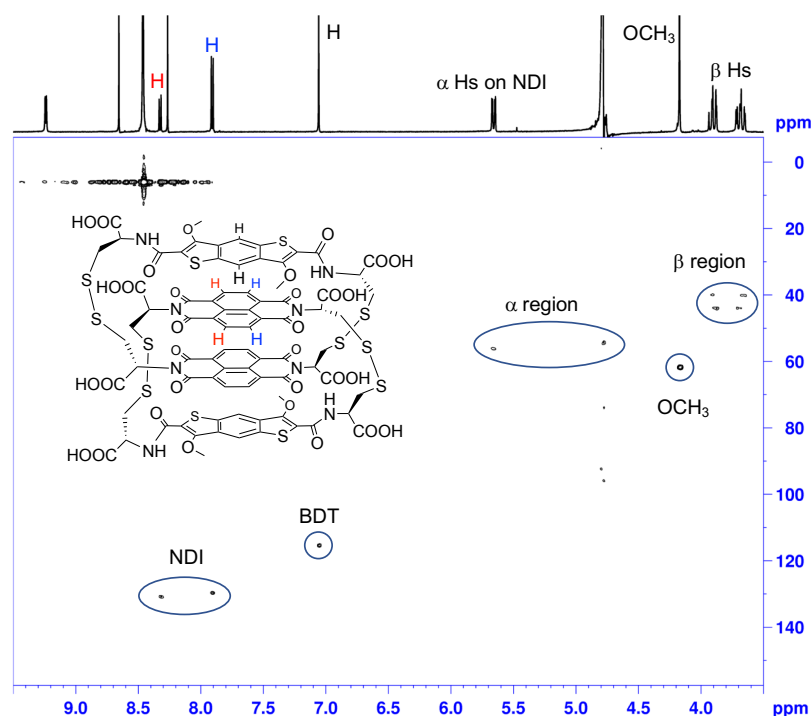 H H H OCH₃
α Hs on NDI β Hs
ppm
0
20
HOOC O H O
NH S S COOH
O O O HN
S HOOC H COOH β region
S H H O
O O S 40
S N N S α region
S O O S
H H S S
O O
N N 60
HOOC O O COOH OCH₃
S O H
S S N COOH 80
HOOC NH O O
100
BDT
120
NDI
140
9.0 8.5 8.0 7.5 7.0 6.5 6.0 5.5 5.0 4.5 4.0 ppm